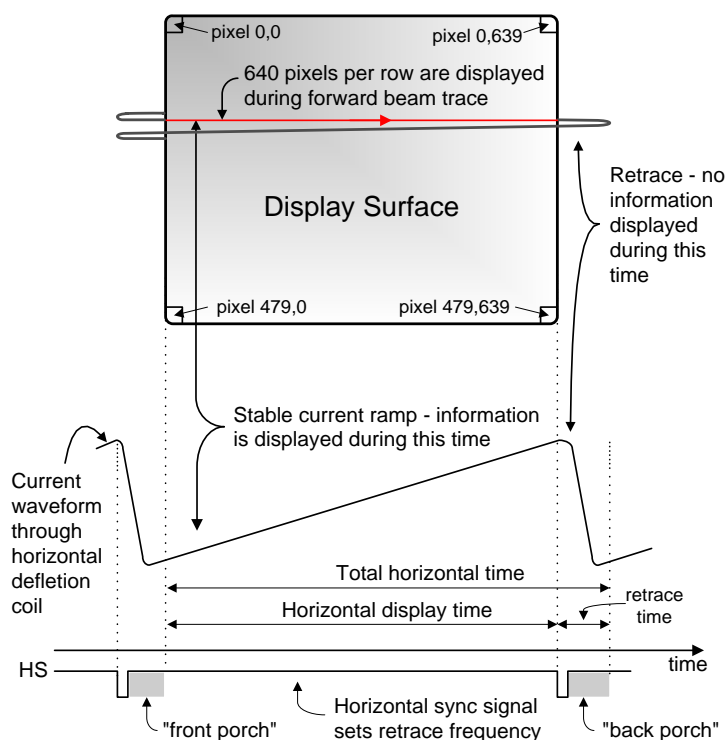 pixel 0,0
pixel 0,639
640 pixels per row are displayed
during forward beam trace
Retrace - no
information
displayed
during this
time
Display Surface
pixel 479,0
pixel 479,639
Stable current ramp - information
is displayed during this time
Current
waveform
through
horizontal
defletion
coil
Total horizontal time
Horizontal display time
retrace
time
time
HS
"front porch"
Horizontal sync signal
sets retrace frequency
"back porch"